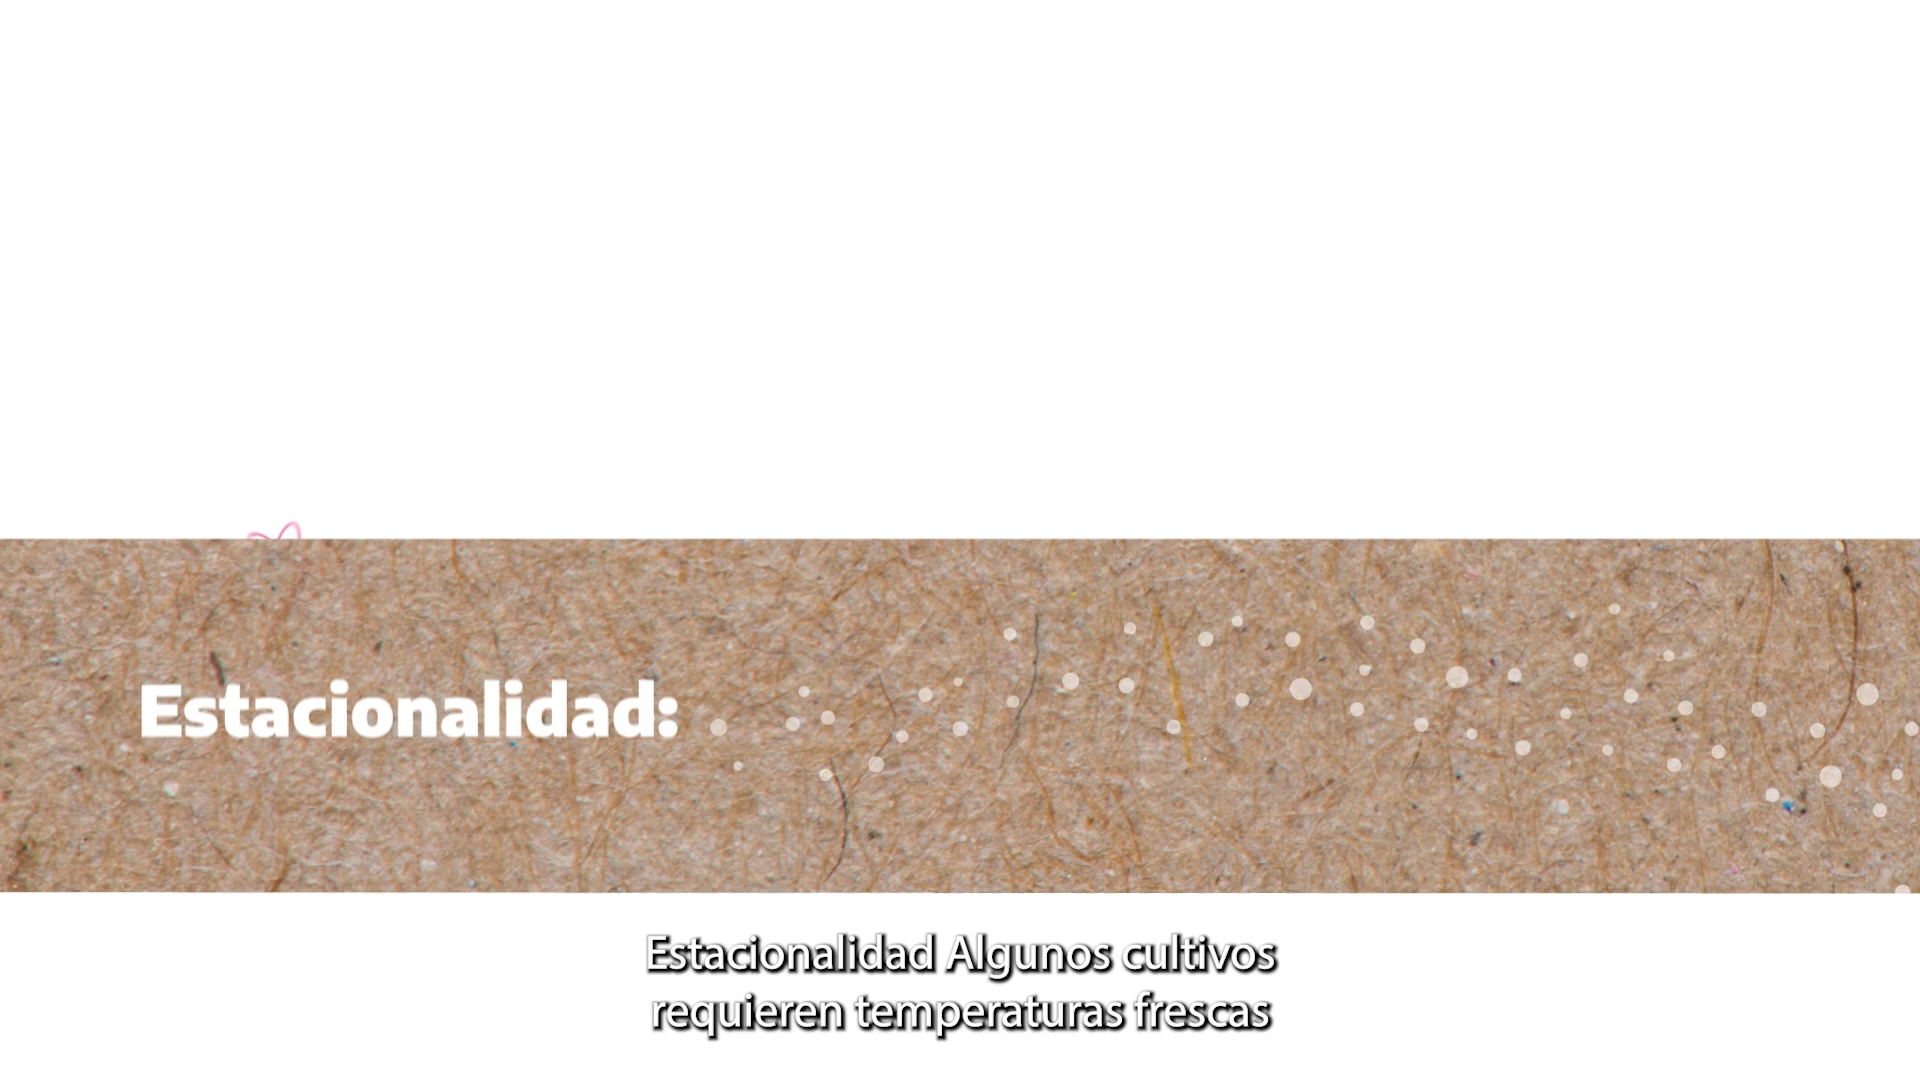 Estacionalidad:
Estacionalidad Algunos cultivos
requieren temperaturas frescas